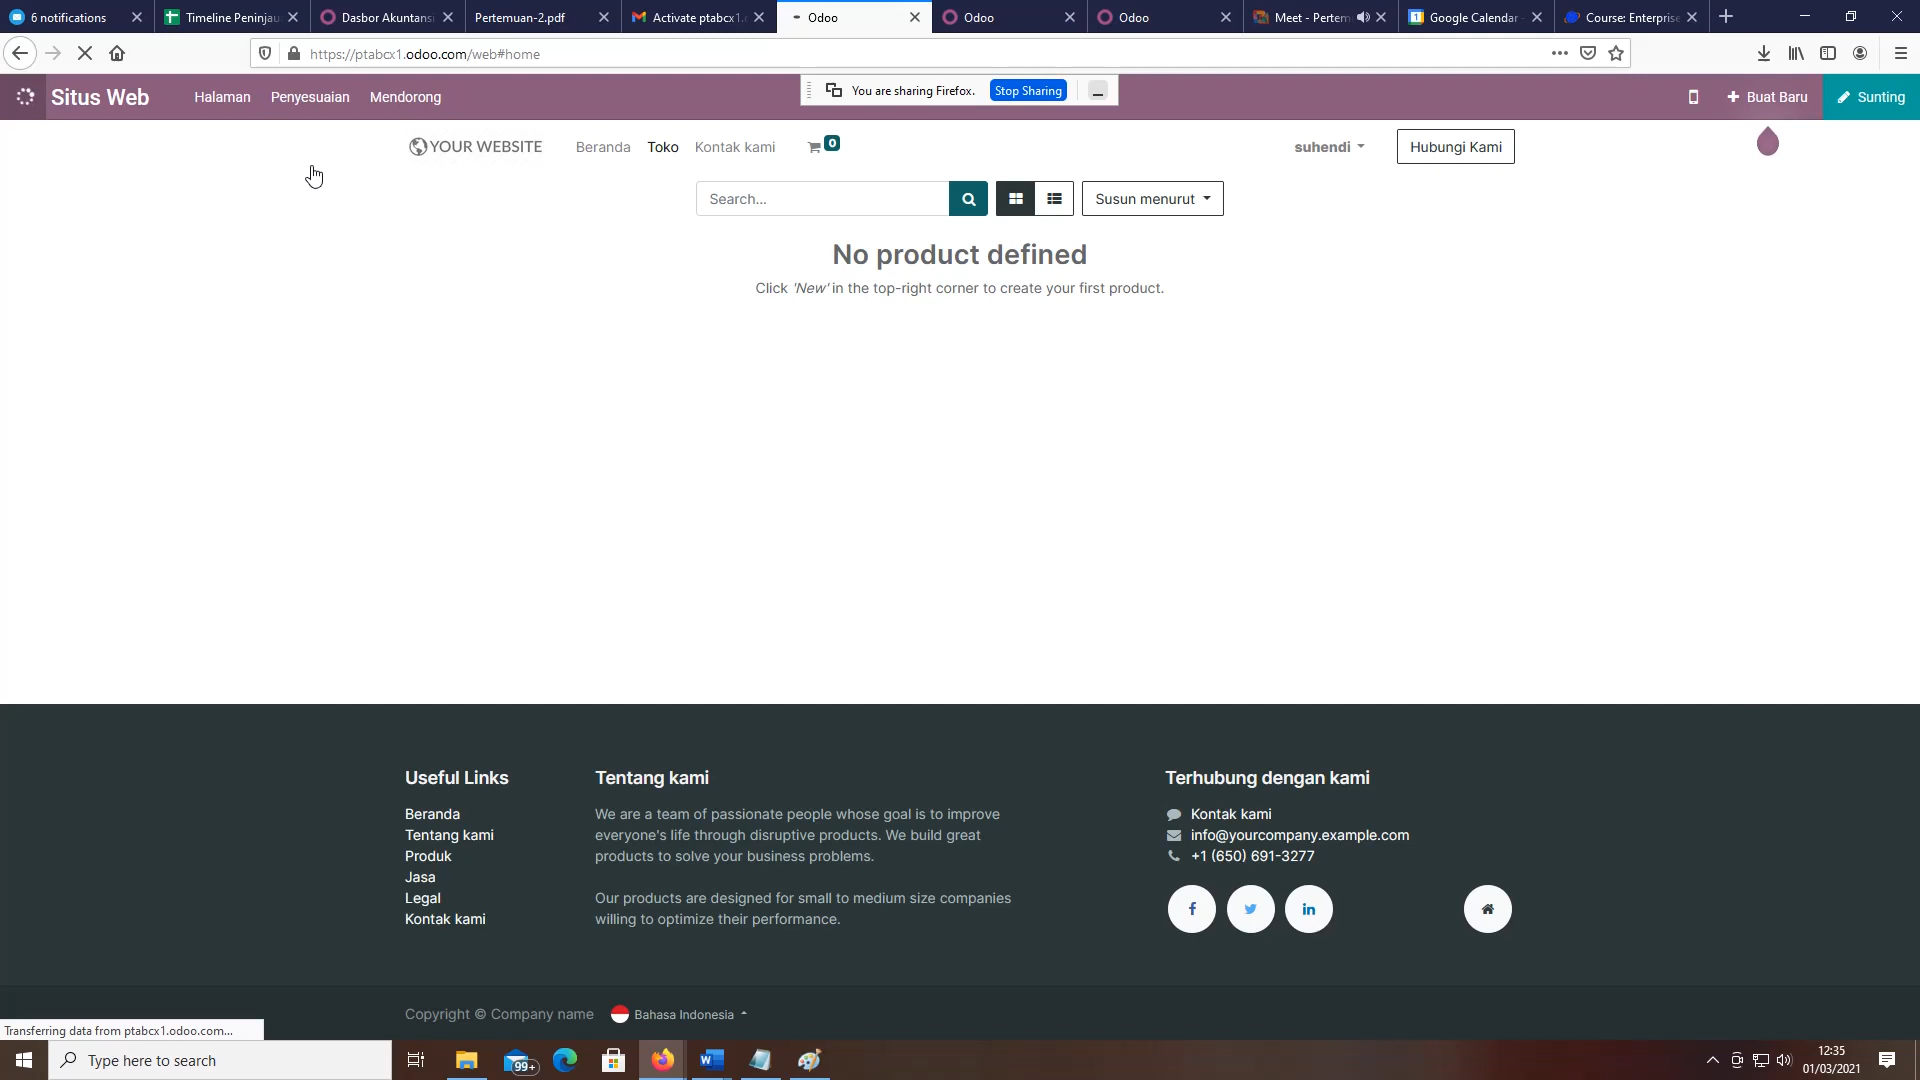 6 notifications
Timeline Peninjau
Dasbor Akuntansi
Pertemuan-2.pdf
Activate ptabcx1.
Odoo
Odoo
Odoo
Meet - Pertem
Google Calendar -
Course: Enterprise
https://ptabcx1.odoo.com/web#home
Situs Web
Halaman
Penyesuaian
Mendorong
You are sharing Firefox.
Stop Sharing
Buat Baru
Sunting
YOUR WEBSITE
Beranda
Toko
Kontak kami
0
suhendi
Hubungi Kami
Search...
Susun menurut
No product defined
Click 'New' in the top-right corner to create your first product.
Useful Links
Beranda
Tentang kami
Produk
Jasa
Legal
Kontak kami
Tentang kami
We are a team of passionate people whose goal is to improve
everyone's life through disruptive products. We build great
products to solve your business problems.
Our products are designed for small to medium size companies
willing to optimize their performance.
Terhubung dengan kami
Kontak kami
info@yourcompany.example.com
+1 (650) 691-3277
Copyright © Company name
Bahasa Indonesia
Transferring data from ptabcx1.odoo.com...
Type here to search
99+
12:35
01/03/2021